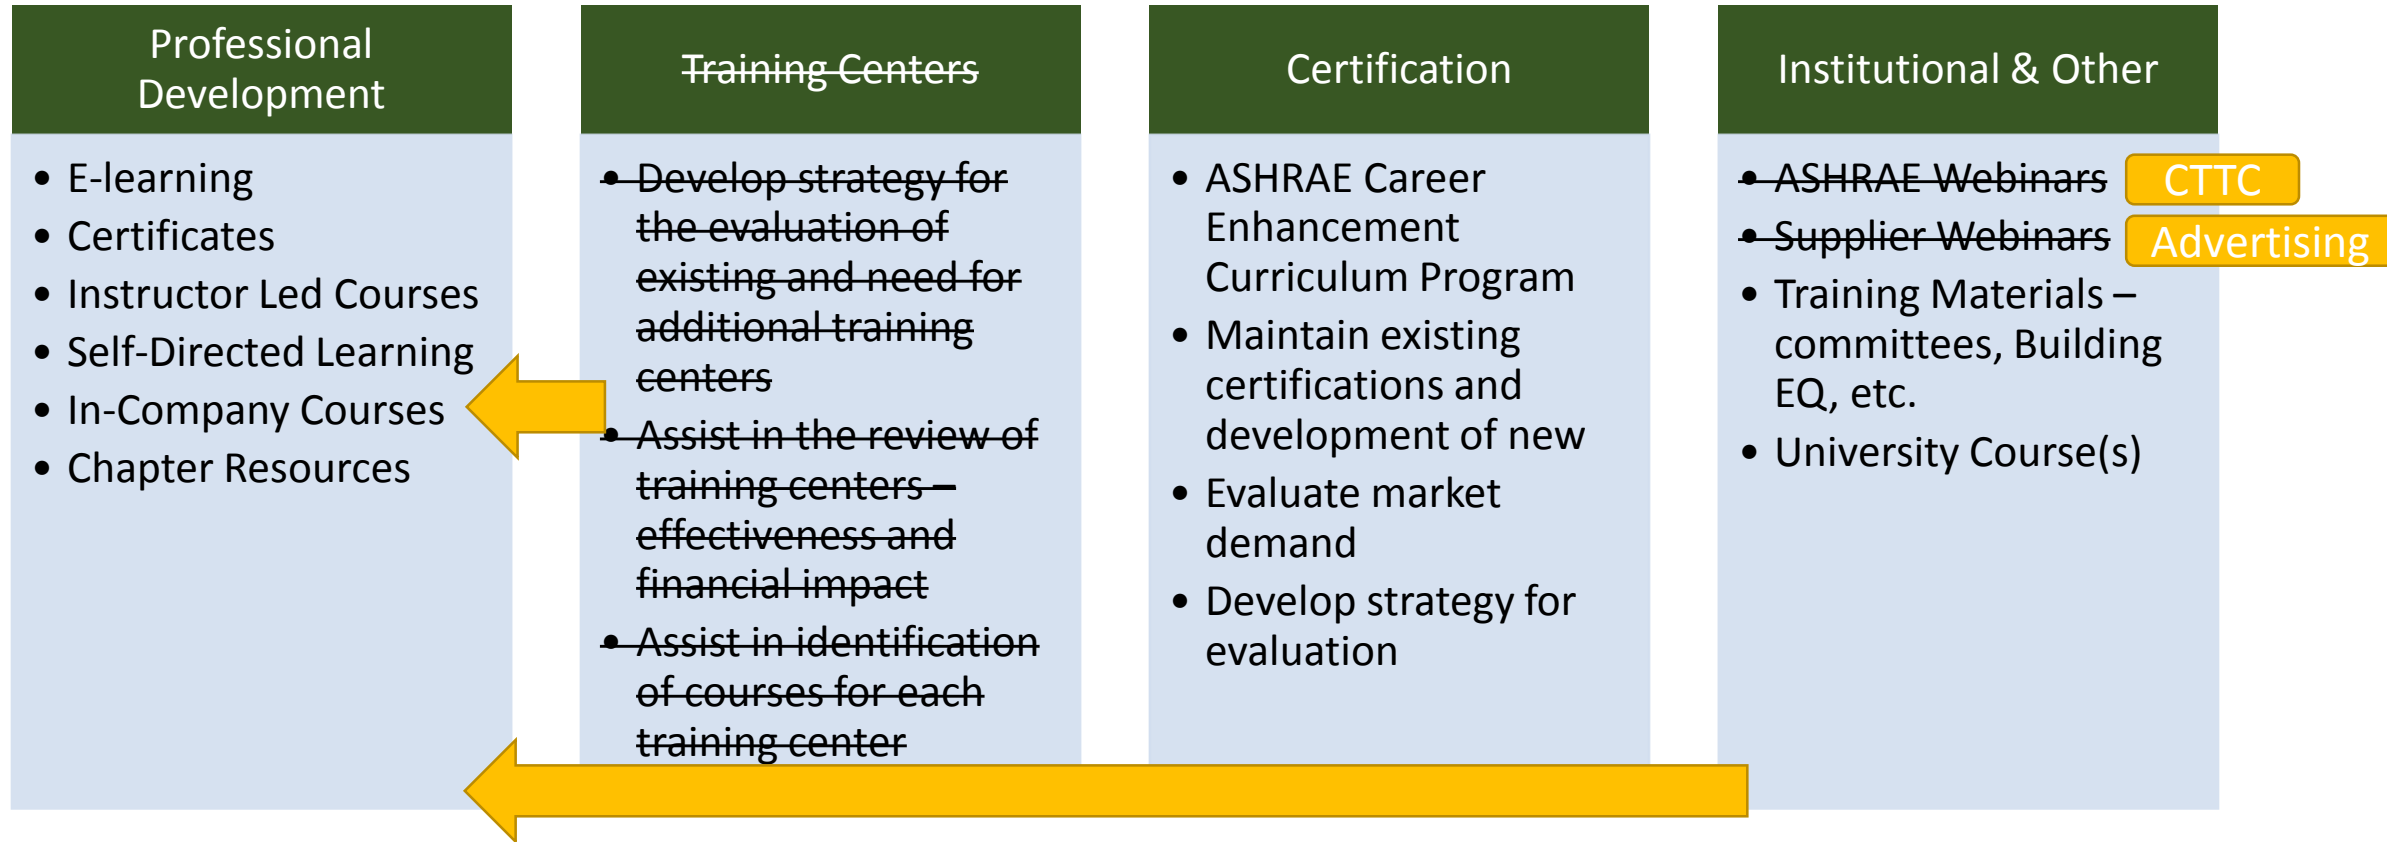 Professional
Development
• E-learning
• Certificates
• Instructor Led Courses
• Self-Directed Learning
• In-Company Courses
• Chapter Resources
Training Centers
• Develop strategy for
the evaluation of
existing and need for
additional training
centers
• Assist in the review of
training centers –
effectiveness and
financial impact
• Assist in identification
of courses for each
training center
Certification
• ASHRAE Career
Enhancement
Curriculum Program
• Maintain existing
certifications and
development of new
• Evaluate market
demand
• Develop strategy for
evaluation
Institutional & Other
• ASHRAE Webinars CTTC
• Supplier Webinars Advertising
• Training Materials –
committees, Building
EQ, etc.
• University Course(s)